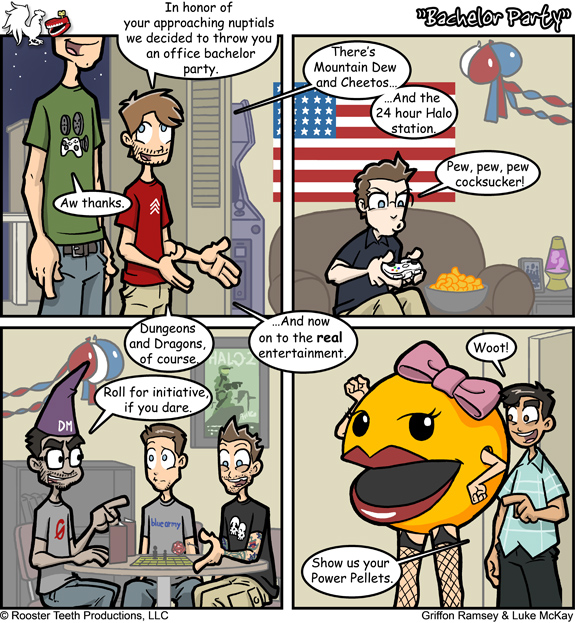 "Bachelor Party"
In honor of
your approaching nuptials
we decided to throw you
an office bachelor
party.
Aw thanks.
There's
Mountain Dew
and Cheetos...
...And the
24 hour Halo
station.
Pew, pew, pew
cocksucker!
Dungeons
and Dragons,
of course.
...And now
on to the real
entertainment.
Roll for initiative,
if you dare.
DM
HALO 2
bluearmy
Woot!
Show us your
Power Pellets.
© Rooster Teeth Productions, LLC
Griffon Ramsey & Luke McKay